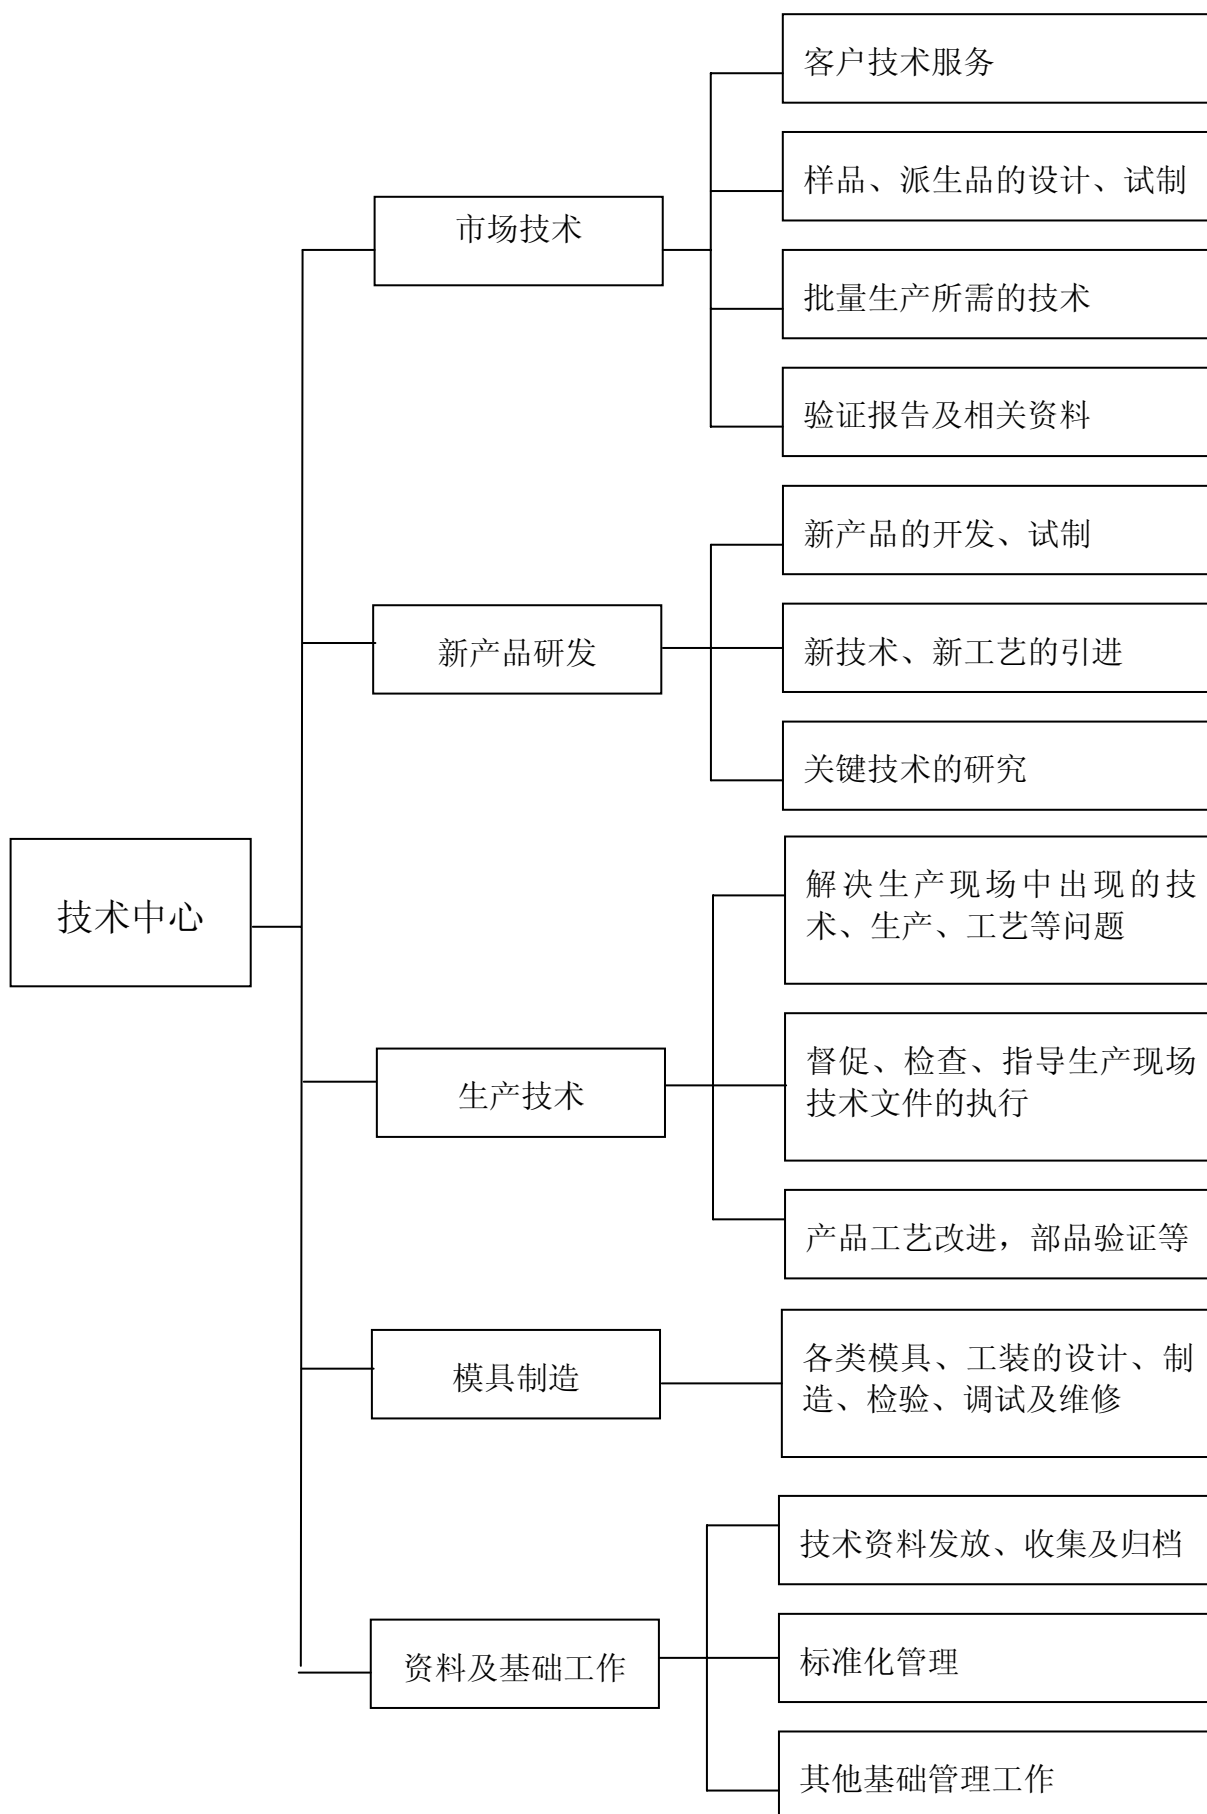 客户技术服务
样品、派生品的设计、试制
市场技术
批量生产所需的技术
验证报告及相关资料
新产品的开发、试制
新产品研发
新技术、新工艺的引进
关键技术的研究
技术中心
解决生产现场中出现的技
术、生产、工艺等问题
生产技术
督促、检查、指导生产现场
技术文件的执行
产品工艺改进，部品验证等
模具制造
各类模具、工装的设计、制
造、检验、调试及维修
技术资料发放、收集及归档
资料及基础工作
标准化管理
其他基础管理工作